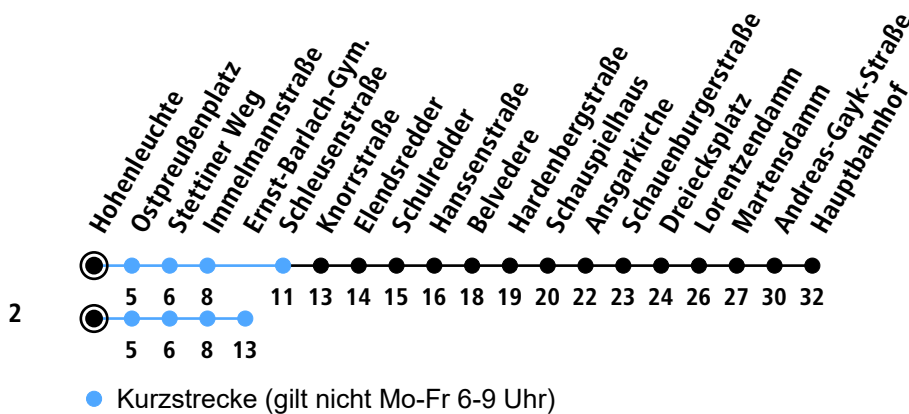 Hohenleuchte
Ostpreußenplatz
Stettiner Weg
Immelmannstraße
Ernst-Barlach-Gym.
Schleusenstraße
Knorrstraße
Elendsredder
Schulredder
Hanssenstraße
Belvedere
Hardenbergstraße
Schauspielhaus
Ansgarkirche
Schauenburgerstraße
Dreiecksplatz
Lorentzendamm
Martensdamm
Andreas-Gayk-Straße
Hauptbahnhof
5 6 8 11 13 14 15 16 18 19 20 22 23 24 26 27 30 32
2
5 6 8 13
Kurzstrecke (gilt nicht Mo-Fr 6-9 Uhr)